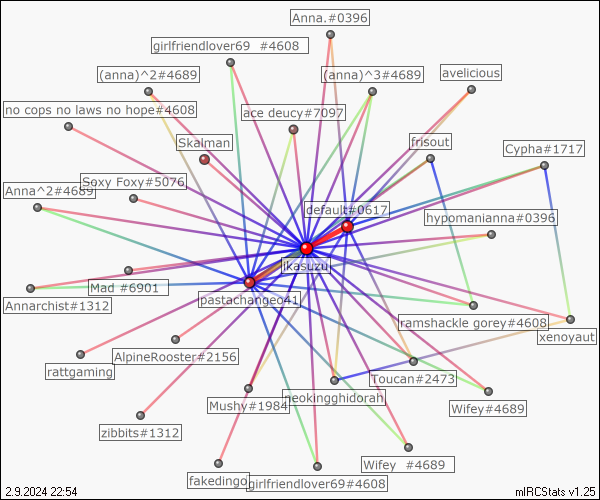 Anna.#0396
girlfriendlover69 #4608
(anna)^2#4689
(anna)^3#4689
avelicious
no cops no laws no hope#4608
ace deucy#7097
Skalman
frisout
Cypha#1717
Soxy Foxy#5076
Anna^2#4689
default#0617
hypomanianna#0396
ikasuzu
Mad #6901
pastachangeo41
Annarchist#1312
ramshackle gorey#4608
xenoyaut
AlpineRooster#2156
rattgaming
Toucan#2473
neokingghidorah
Mushy#1984
Wifey#4689
zibbits#1312
Wifey #4689
fakedingo
girlfriendlover69#4608
2.9.2024 22:54
mIRCStats v1.25